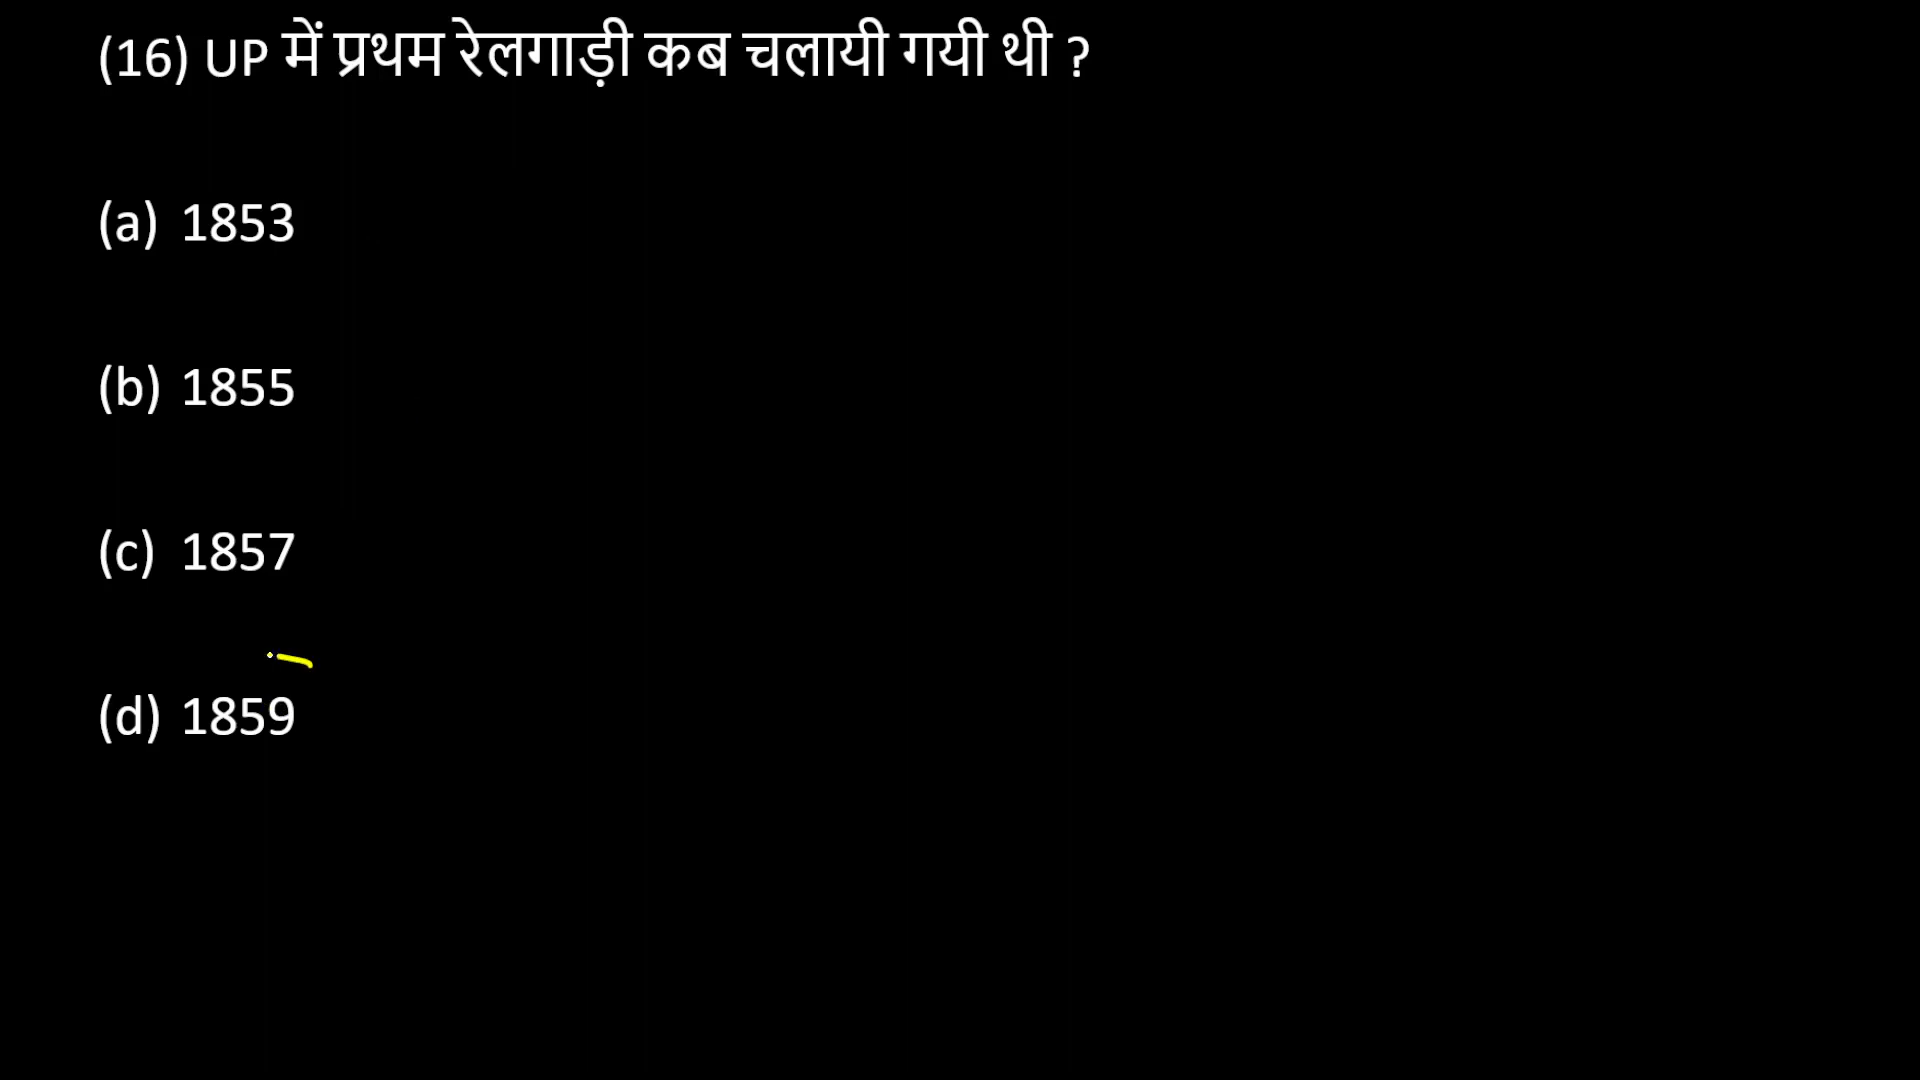 (16) UP में प्रथम रेलगाड़ी कब चलायी गयी थी ?
(a) 1853
(b) 1855
(c) 1857
(d) 1859